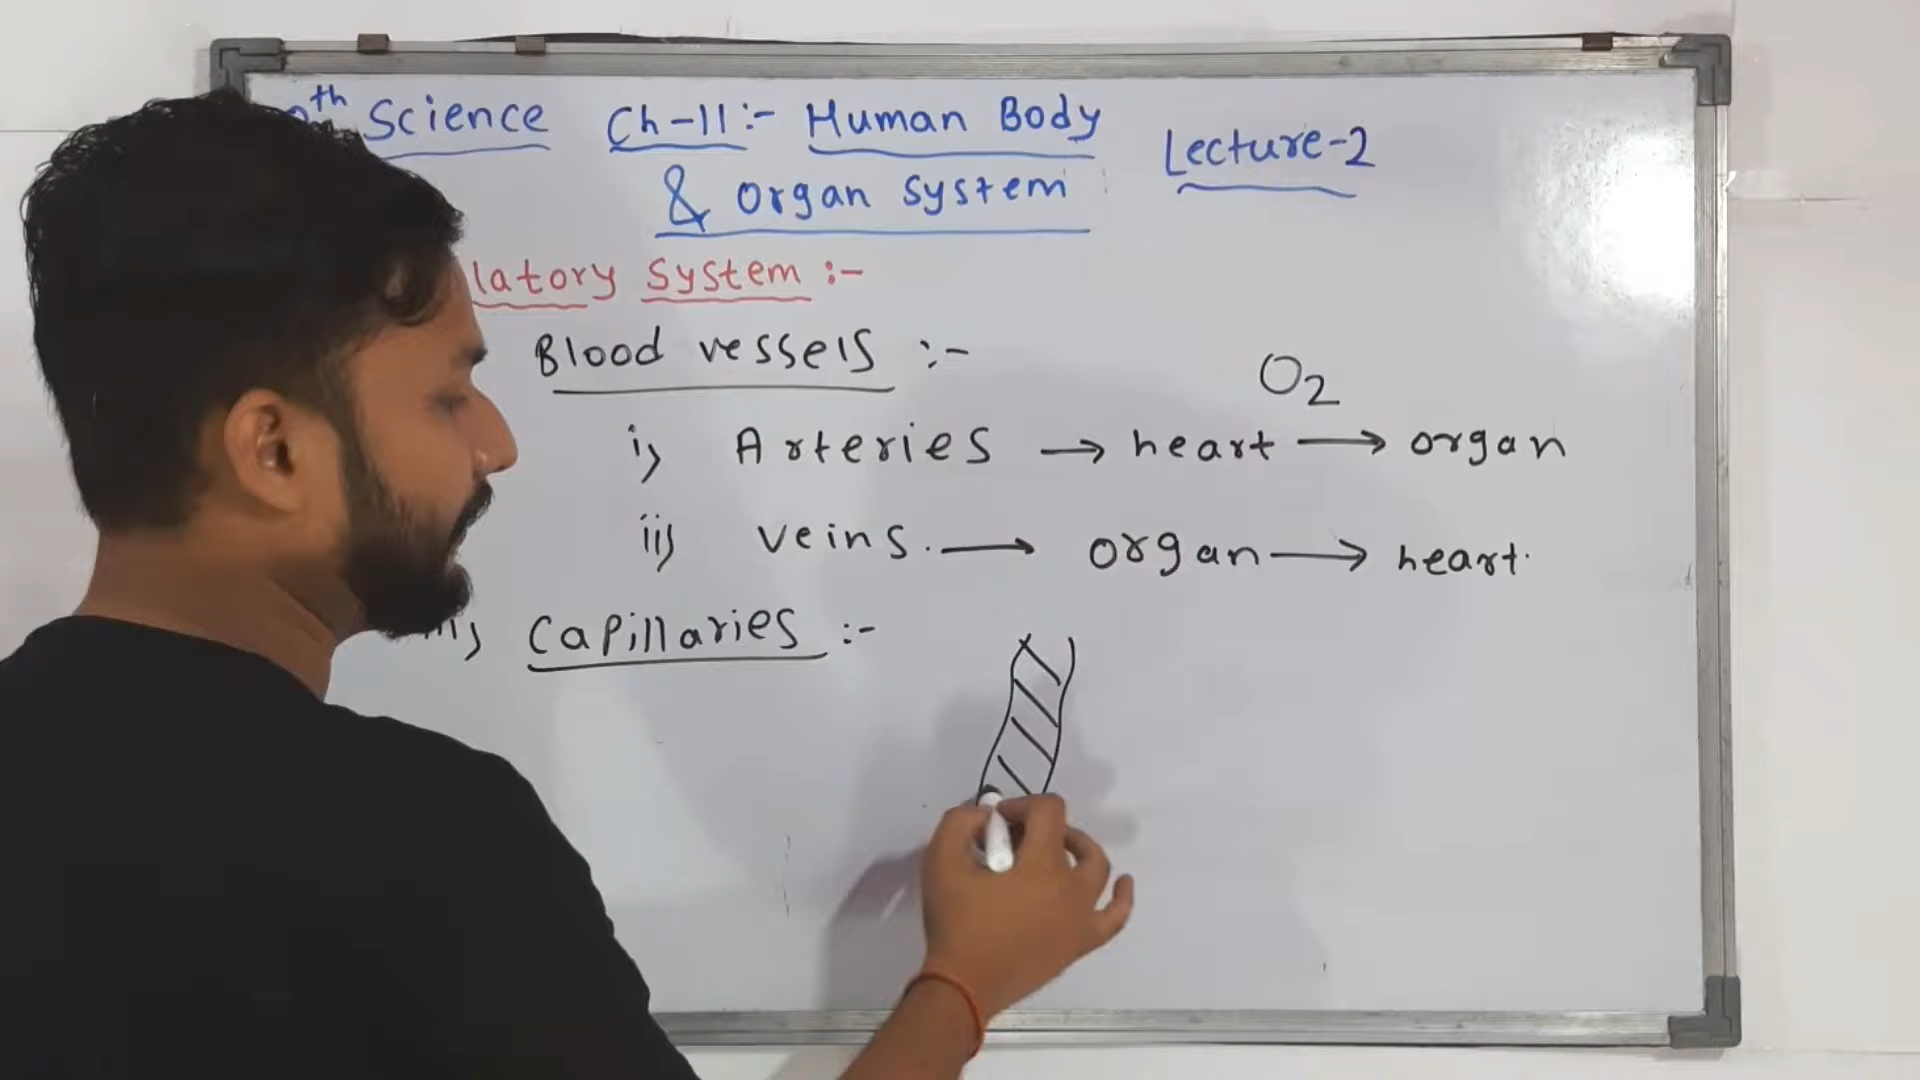 th Science Ch-11:- Human Body
& organ system
Lecture-2
latory system :-
Blood vessels :-
O2
i) Arteries → heart → organ
ii) veins. → organ → heart.
iii) Capillaries :-